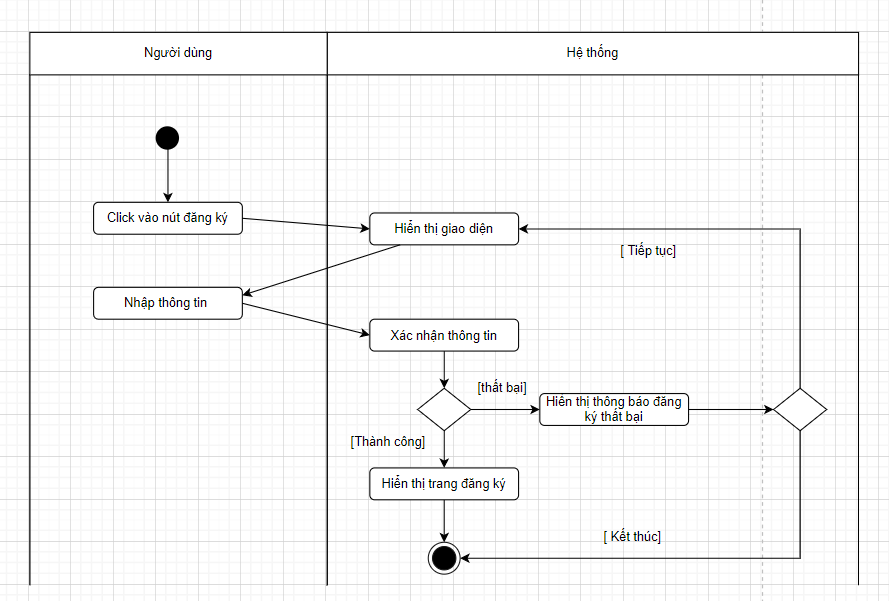 Người dùng
Hệ thống
Click vào nút đăng ký
Hiển thị giao diện
[ Tiếp tục]
Nhập thông tin
Xác nhận thông tin
[thất bại]
Hiển thị thông báo đăng
ký thất bại
[Thành công]
Hiển thị trang đăng ký
[ Kết thúc]